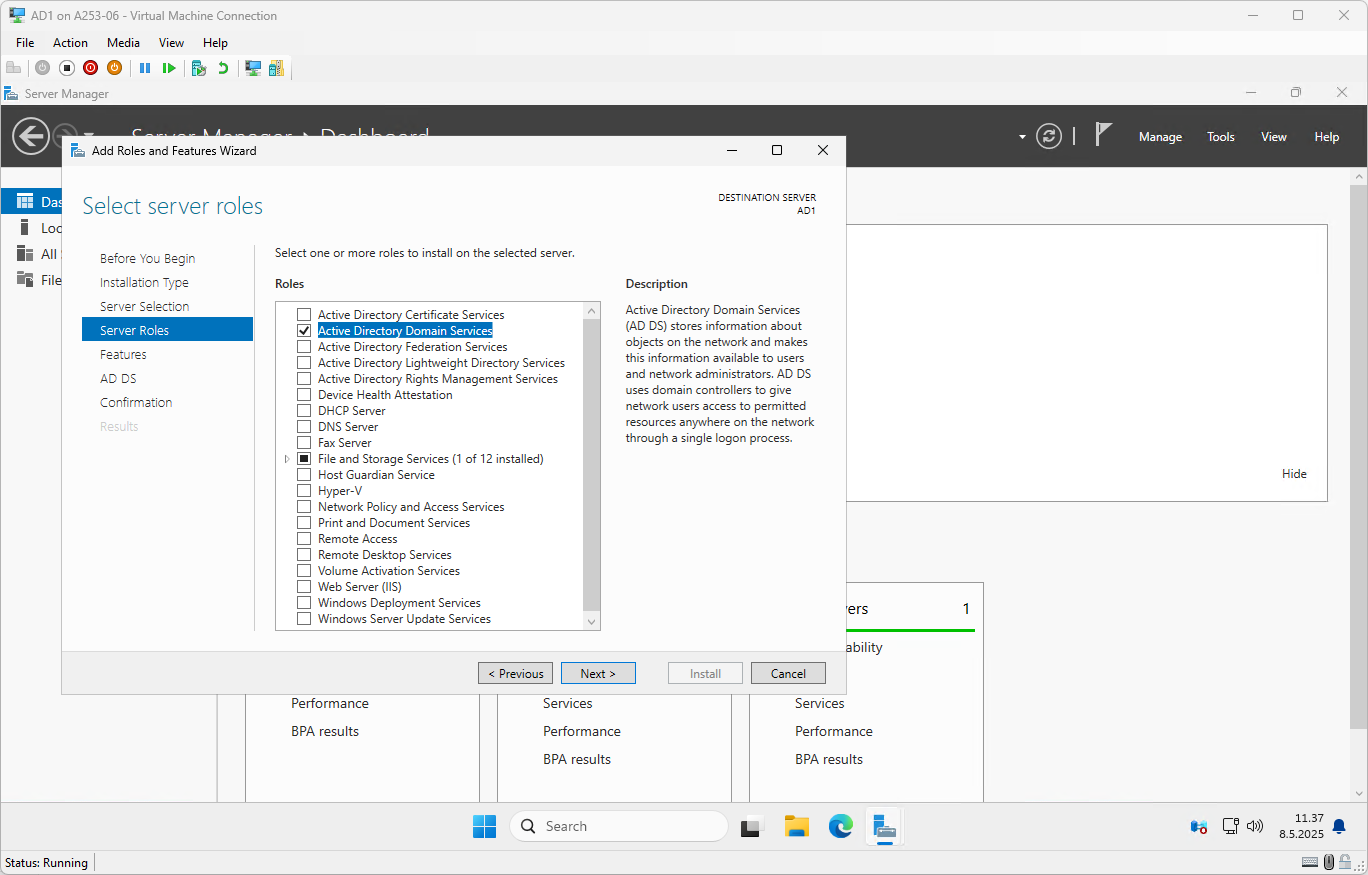 AD1 on A253-06 - Virtual Machine Connection
File Action Media View Help
Server Manager
Server Manager Dashboard
Manage Tools View Help
Add Roles and Features Wizard
Select server roles
DESTINATION SERVER
AD1
Das
Loc
All
File
Before You Begin
Installation Type
Server Selection
Server Roles
Features
AD DS
Confirmation
Results
Select one or more roles to install on the selected server.
Roles
Active Directory Certificate Services
Active Directory Domain Services
Active Directory Federation Services
Active Directory Lightweight Directory Services
Active Directory Rights Management Services
Device Health Attestation
DHCP Server
DNS Server
Fax Server
File and Storage Services (1 of 12 installed)
Host Guardian Service
Hyper-V
Network Policy and Access Services
Print and Document Services
Remote Access
Remote Desktop Services
Volume Activation Services
Web Server (IIS)
Windows Deployment Services
Windows Server Update Services
Description
Active Directory Domain Services
(AD DS) stores information about
objects on the network and makes
this information available to users
and network administrators. AD DS
uses domain controllers to give
network users access to permitted
resources anywhere on the network
through a single logon process.
< Previous Next > Install Cancel
Hide
vers 1
ability
Performance Services Services
BPA results Performance Performance
BPA results BPA results
Search
11.37
8.5.2025
Status: Running